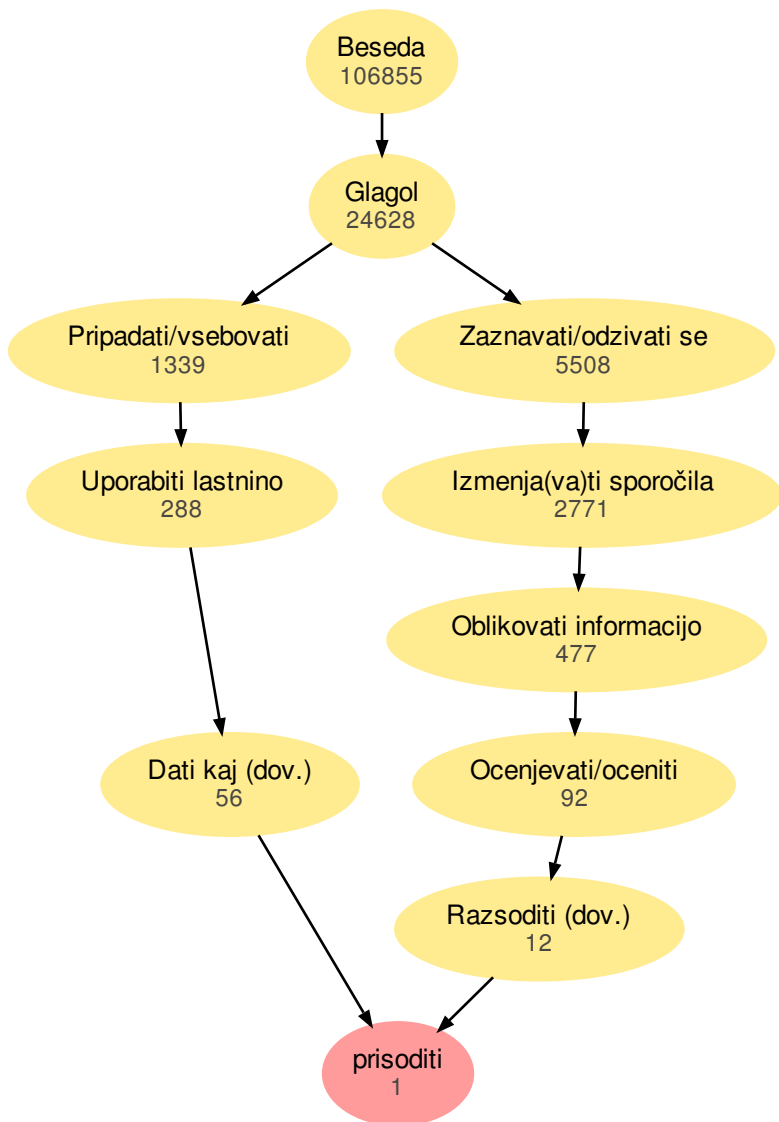 Beseda
106855
Glagol
24628
Pripadati/vsebovati
1339
Zaznavati/odzivati se
5508
Uporabiti lastnino
288
Izmenja(va)ti sporočila
2771
Oblikovati informacijo
477
Dati kaj (dov.)
56
Ocenjevati/oceniti
92
Razsoditi (dov.)
12
prisoditi
1